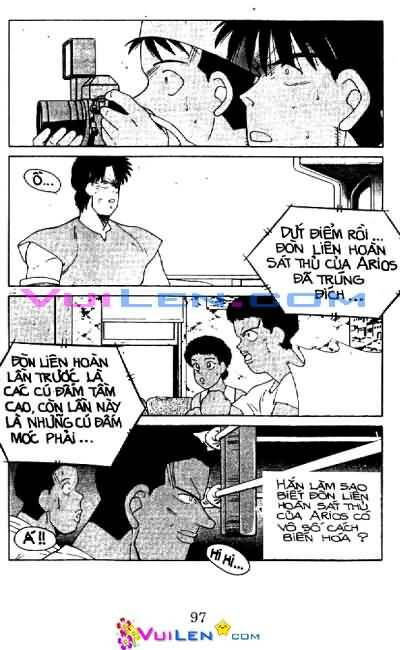 Ồ...
DỨT ĐIỂM RỒI...
ĐÒN LIÊN HOÀN
SÁT THỦ CỦA ARIOS
ĐÃ TRÚNG
ĐÍCH...
VUILEN.COM
ĐÒN LIÊN HOÀN
LẦN TRƯỚC LÀ
CÁC CÚ ĐẤM TẦM
CAO, CÒN LẦN NÀY
LÀ NHỮNG CÚ ĐẤM
MÓC PHẢI...
HẮN LÀM SAO
BIẾT ĐÒN LIÊN
HOÀN SÁT THỦ
CỦA ARIOS CÓ
VÔ SỐ CÁCH
BIẾN HÓA?
Á!!
HI HI...
97
VUILEN.COM